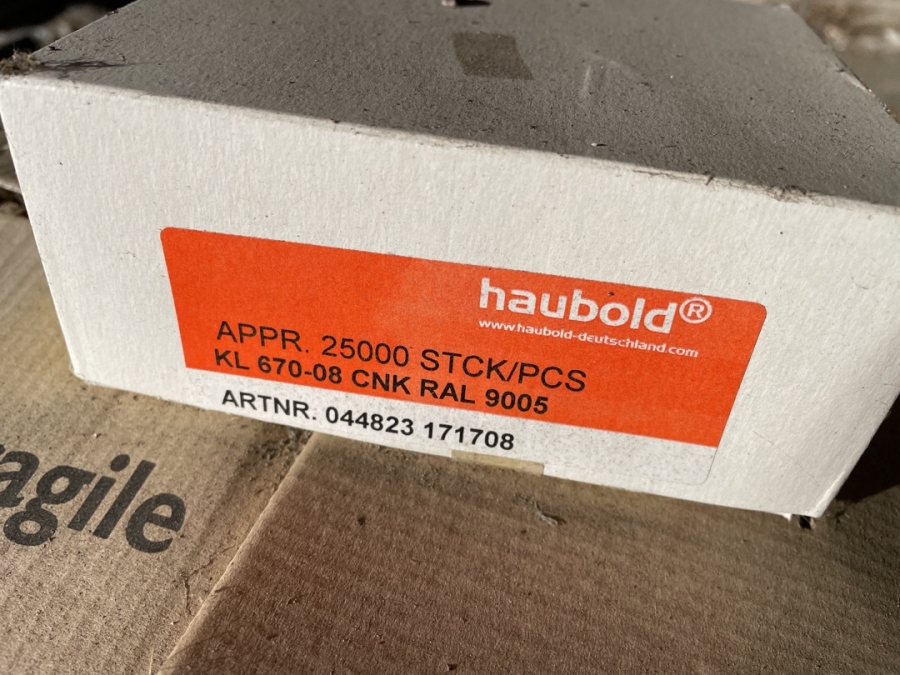 haubold®
www.haubold-deutschland.com
APPR. 25000 STCK/PCS
KL 670-08 CNK RAL 9005
ARTNR. 044823 171708
agile